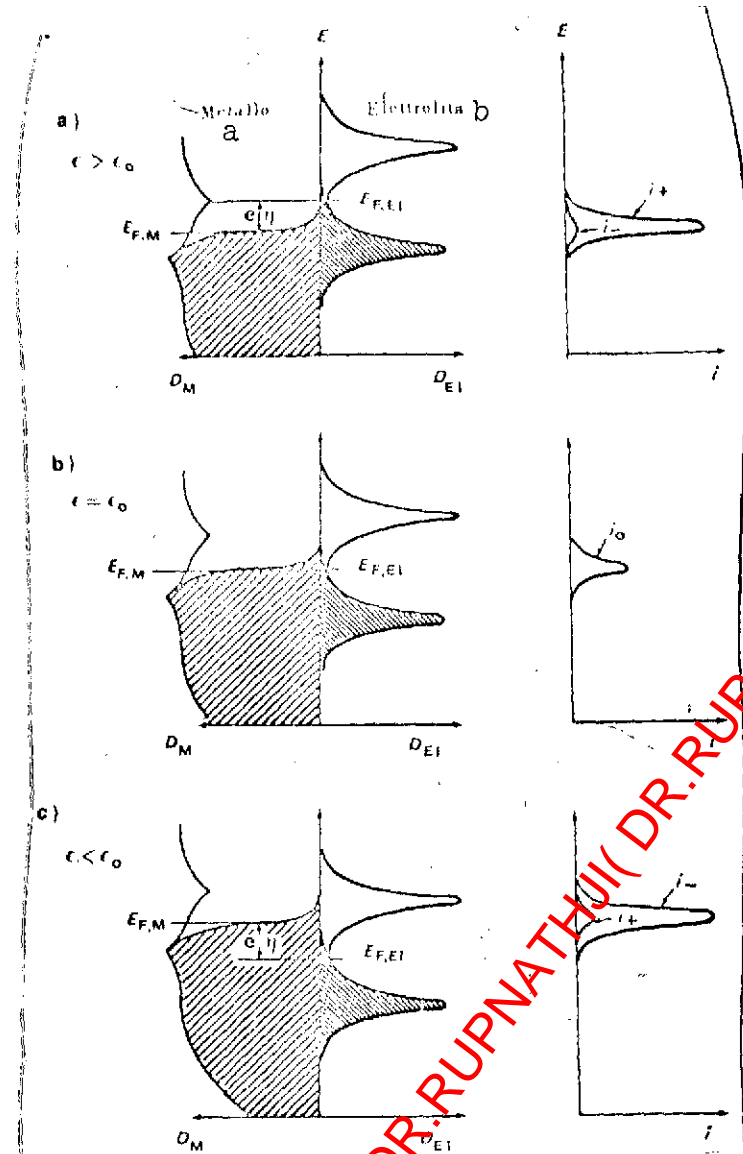 E
Metallo Elettrolita b
a
a)
ϵ > ϵ₀
E_F,El
e η
E_F,M
i+
i−
D_M D_El i
b)
ϵ = ϵ₀
E_F,M E_F,El
i₀
D_M D_El i
c)
ϵ < ϵ₀
E_F,M
e η
E_F,El
i−
i+
D_M D_El i
DR.RUPNATHJI( DR.RUP